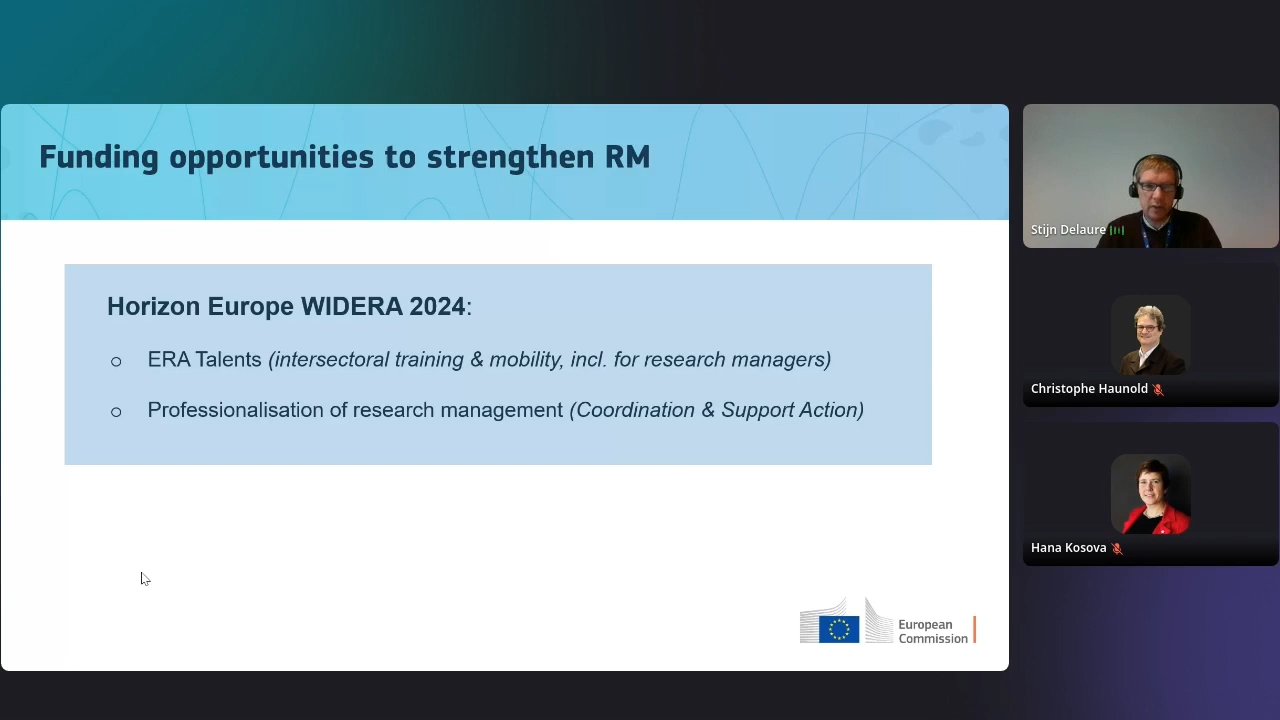 Funding opportunities to strengthen RM
Horizon Europe WIDERA 2024:
o ERA Talents (intersectoral training & mobility, incl. for research managers)
o Professionalisation of research management (Coordination & Support Action)
European
Commission
Stijn Delaure
Christophe Haunold
Hana Kosova